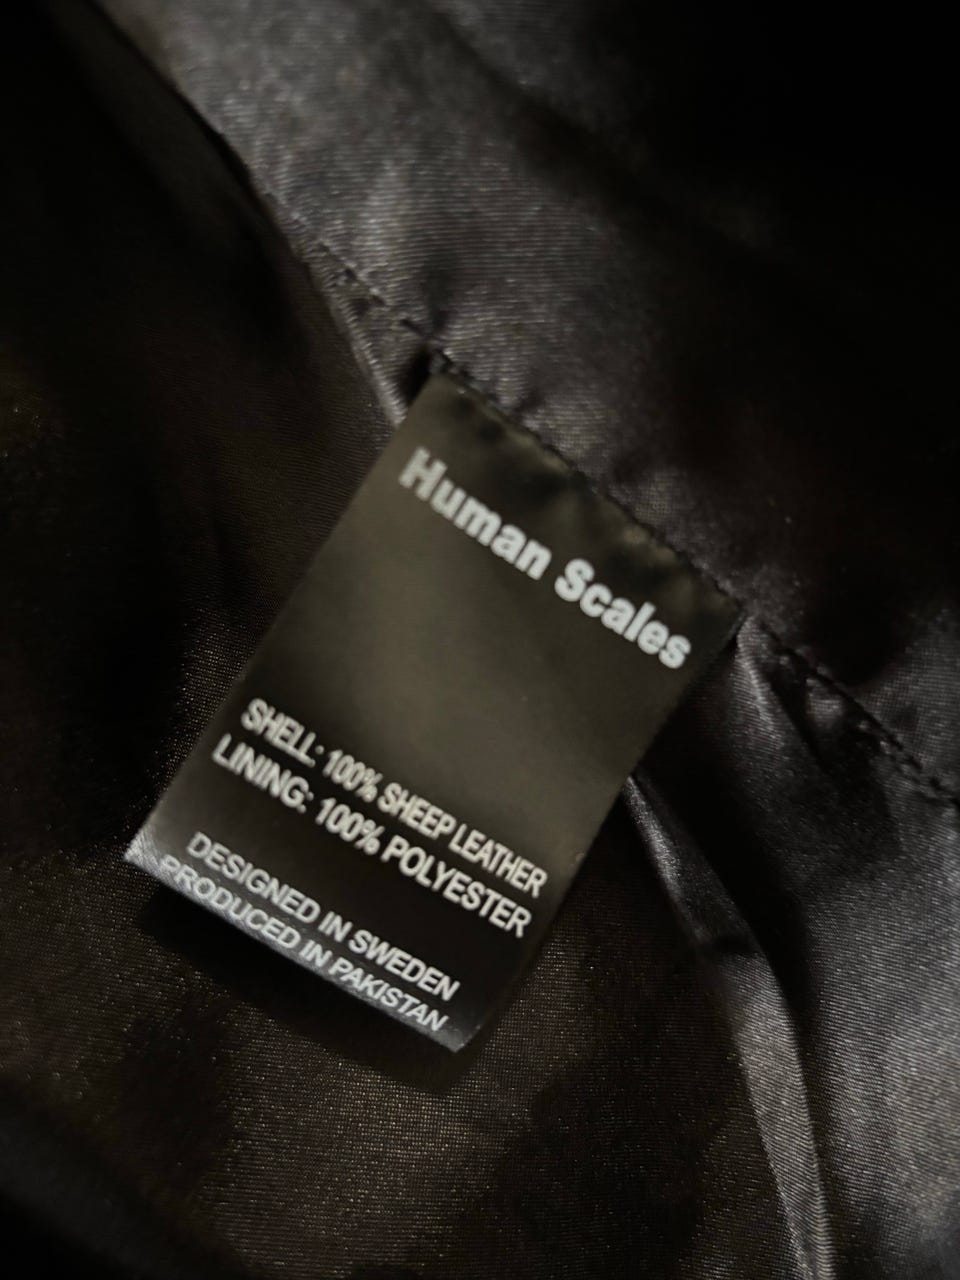 Human Scales
SHELL: 100% SHEEP LEATHER
LINING: 100% POLYESTER
DESIGNED IN SWEDEN
PRODUCED IN PAKISTAN